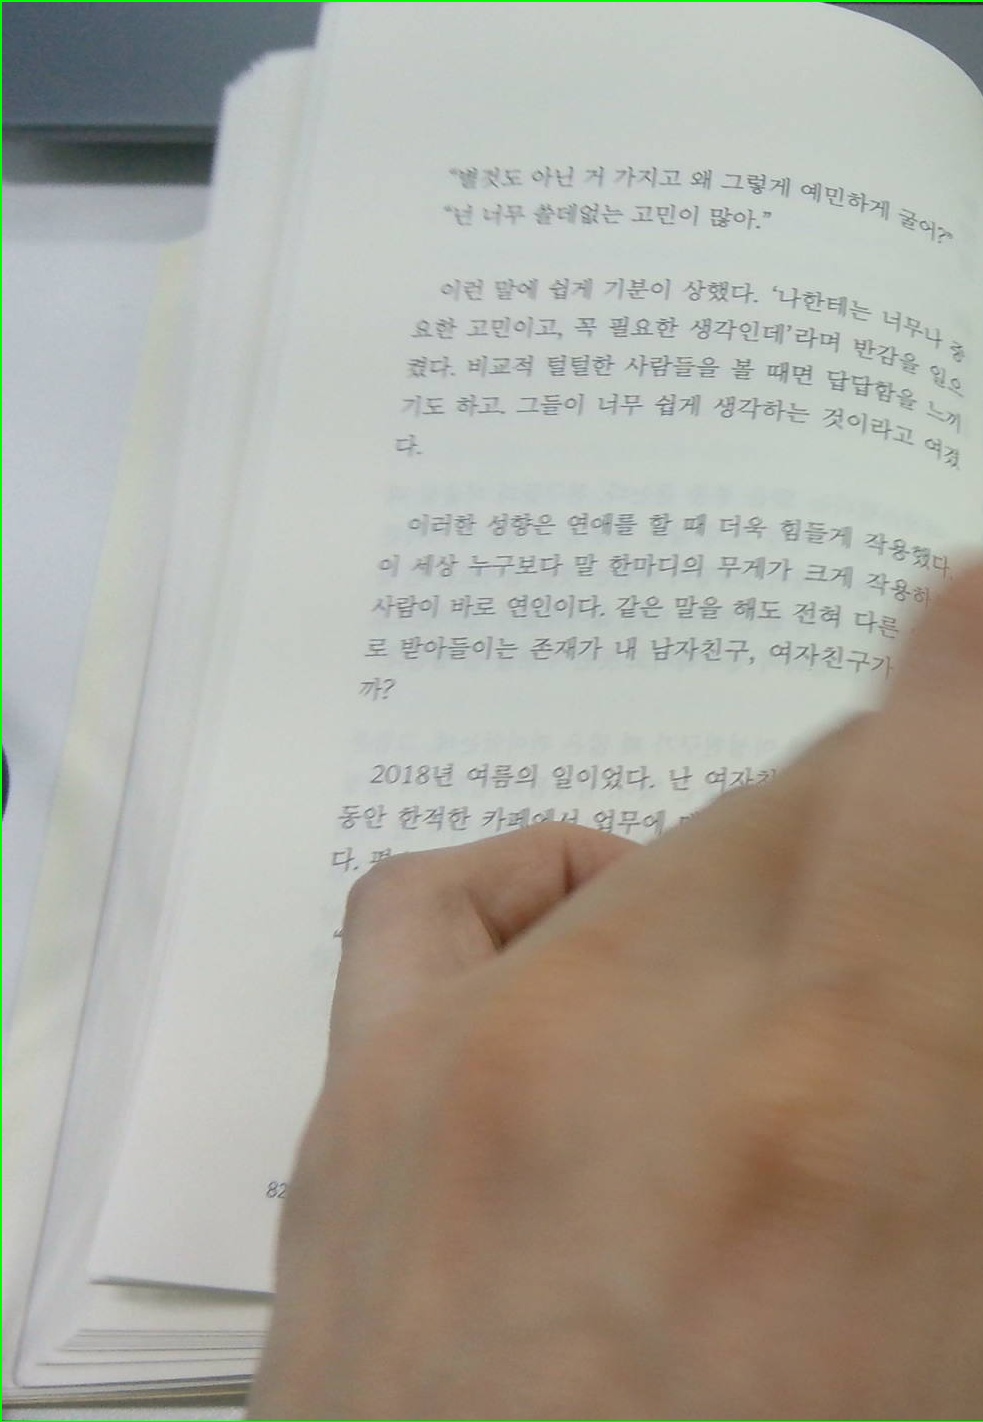 "별것도 아닌 거 가지고 왜 그렇게 예민하게 굴어?"
"넌 너무 쓸데없는 고민이 많아."
이런 말에 쉽게 기분이 상했다. '나한테는 너무나 중
요한 고민이고, 꼭 필요한 생각인데'라며 반감을 일으
켰다. 비교적 털털한 사람들을 볼 때면 답답함을 느끼
기도 하고. 그들이 너무 쉽게 생각하는 것이라고 여겼
다.
이러한 성향은 연애를 할 때 더욱 힘들게 작용했다.
이 세상 누구보다 말 한마디의 무게가 크게 작용하
사람이 바로 연인이다. 같은 말을 해도 전혀 다른
로 받아들이는 존재가 내 남자친구, 여자친구가
까?
2018년 여름의 일이었다. 난
동안 한적한 카페에서 업무에
다.
82